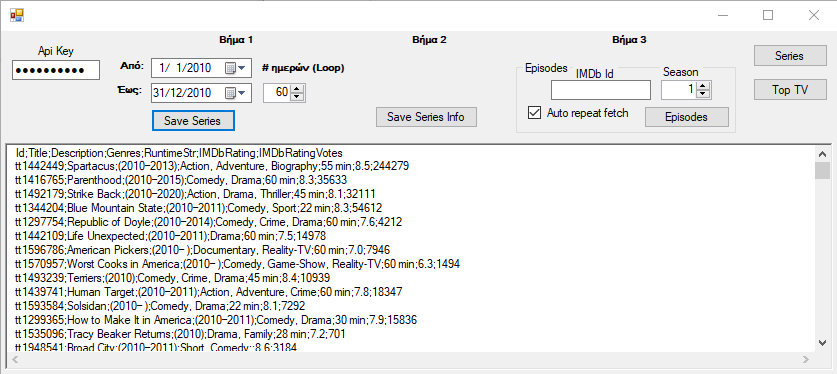 Βήμα 1
Βήμα 2
Βήμα 3
Api Key
●●●●●●●●●●
Από:
1/ 1/2010
# ημερών (Loop)
Έως:
31/12/2010
60
Save Series
Save Series Info
Episodes
IMDb Id
Season
1
Auto repeat fetch
Episodes
Series
Top TV
Id;Title;Description;Genres;RuntimeStr;IMDbRating;IMDbRatingVotes
tt1442449;Spartacus;(2010–2013);Action, Adventure, Biography;55 min;8.5;244279
tt1416765;Parenthood;(2010–2015);Comedy, Drama;60 min;8.3;35633
tt1492179;Strike Back;(2010–2020);Action, Drama, Thriller;45 min;8.1;32111
tt1344204;Blue Mountain State;(2010–2011);Comedy, Sport;22 min;8.3;54612
tt1297754;Republic of Doyle;(2010–2014);Comedy, Crime, Drama;60 min;7.6;4212
tt1442109;Life Unexpected;(2010–2011);Drama;60 min;7.5;14978
tt1596786;American Pickers;(2010– );Documentary, Reality-TV;60 min;7.0;7946
tt1570957;Worst Cooks in America;(2010– );Comedy, Game-Show, Reality-TV;60 min;6.3;1494
tt1493239;Terriers;(2010);Comedy, Crime, Drama;45 min;8.4;10939
tt1439741;Human Target;(2010–2011);Action, Adventure, Crime;60 min;7.8;18347
tt1593584;Solsidan;(2010– );Comedy, Drama;22 min;8.1;7292
tt1299365;How to Make It in America;(2010–2011);Comedy, Drama;30 min;7.9;15836
tt1535096;Tracy Beaker Returns;(2010);Drama, Family;28 min;7.2;701
tt1948541;Broad City;(2010–2011);Short, Comedy;;8.6;3184